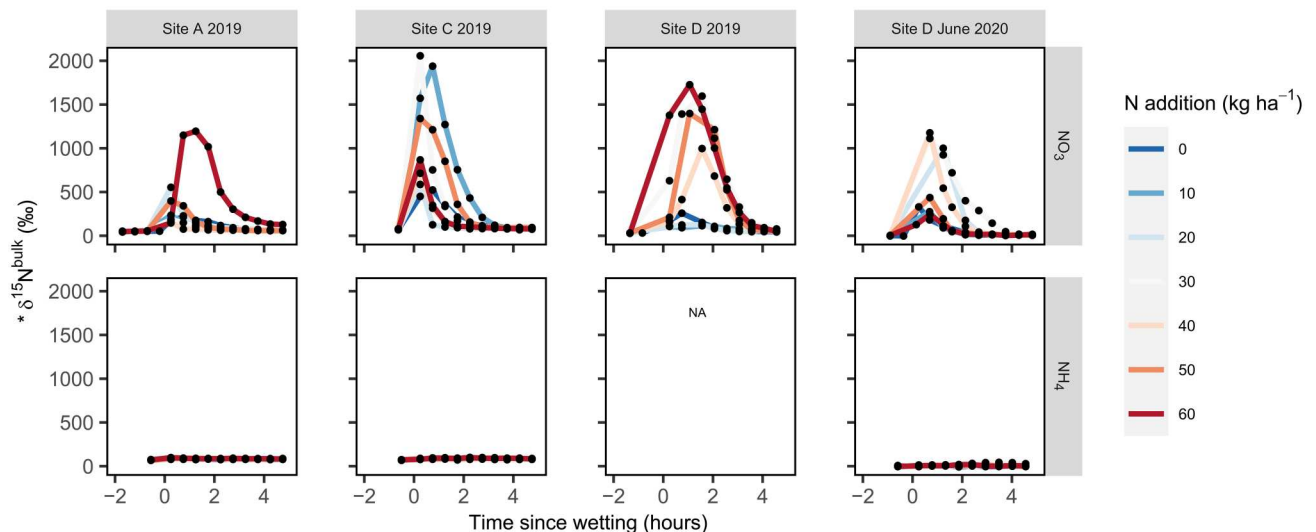 Site A 2019
Site C 2019
Site D 2019
Site D June 2020
2000
1500
1000
500
0
NO₃
2000
1500
1000
500
0
NA
NH₄
* δ¹⁵Nᵇᵘˡᵏ (‰)
−2 0 2 4
−2 0 2 4
−2 0 2 4
−2 0 2 4
Time since wetting (hours)
N addition (kg ha⁻¹)
0
10
20
30
40
50
60